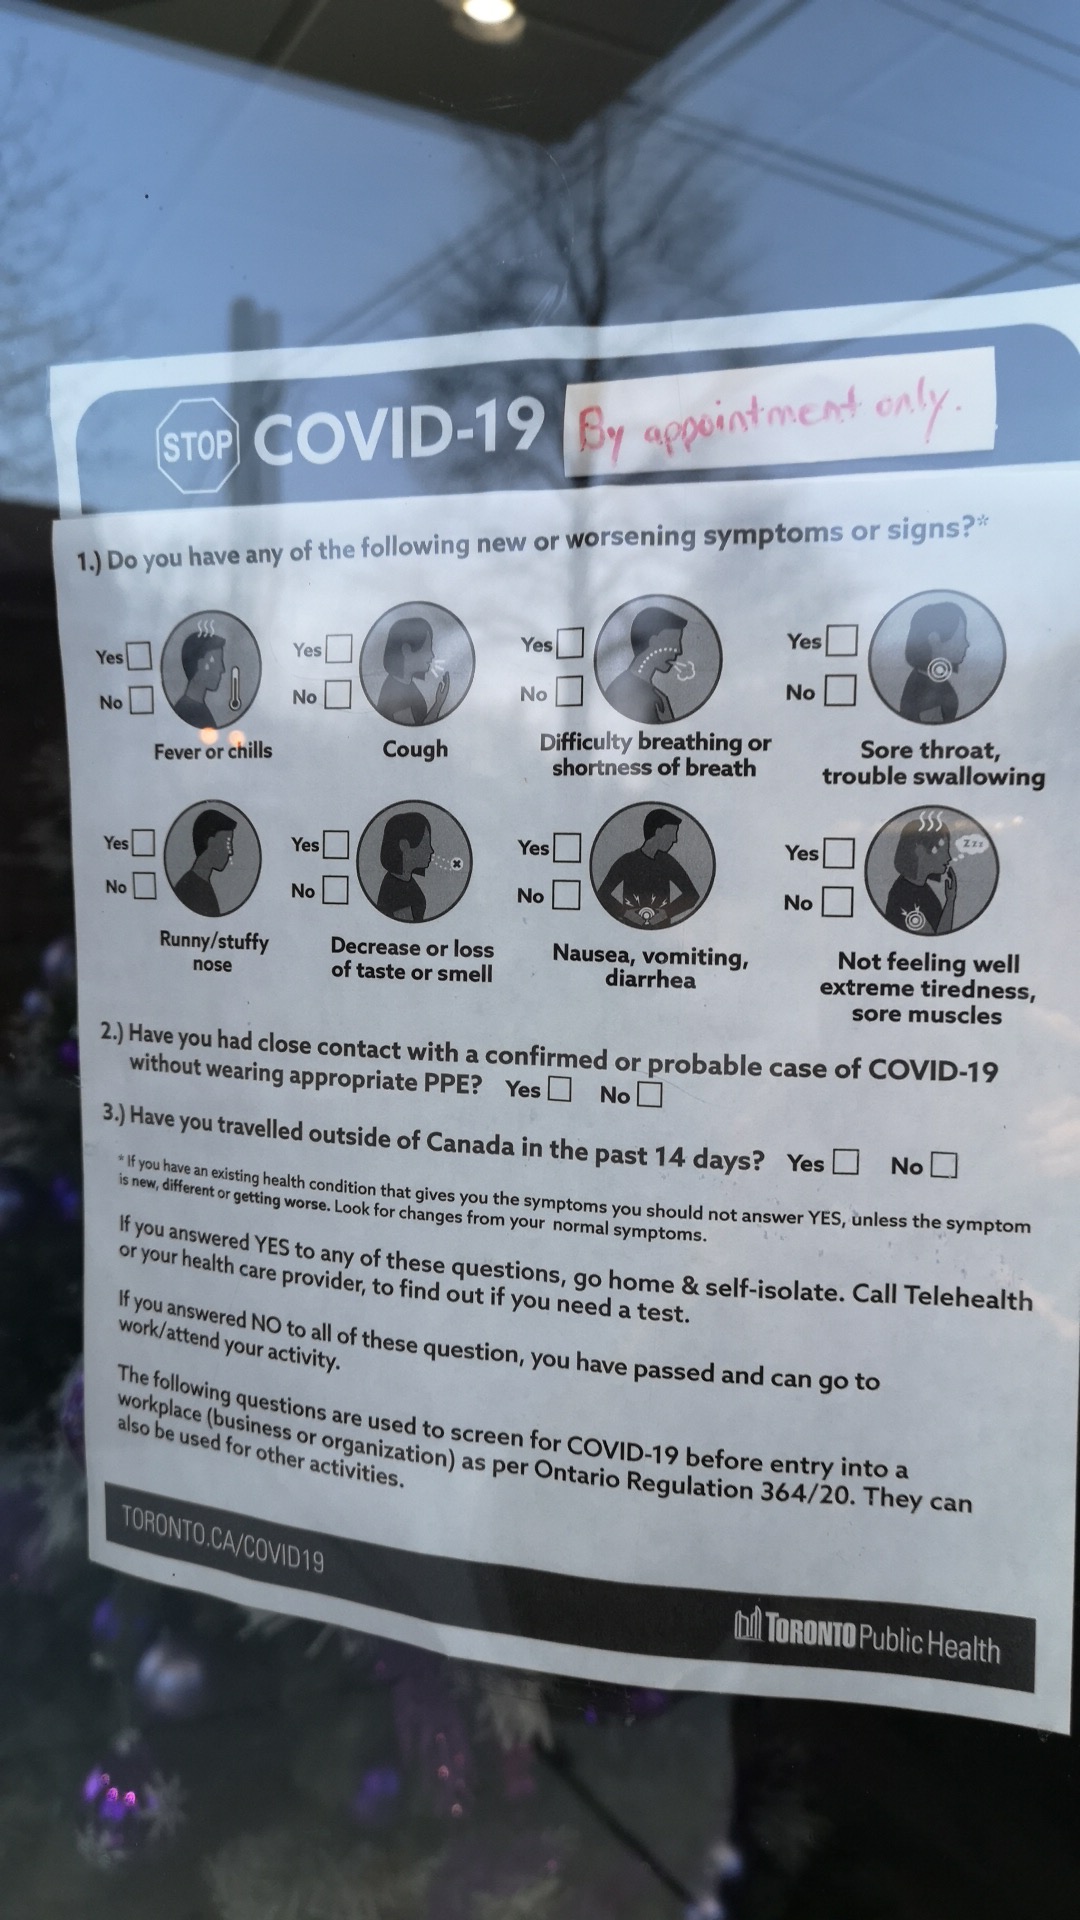 STOP COVID-19 By appointment only.
1.) Do you have any of the following new or worsening symptoms or signs?*
Yes Yes Yes Yes
No No No No
Fever or chills
Cough
Difficulty breathing or
shortness of breath
Sore throat,
trouble swallowing
Yes Yes Yes Yes
zzz
No No No No
Runny/stuffy
nose
Decrease or loss
of taste or smell
Nausea, vomiting,
diarrhea
Not feeling well
extreme tiredness,
sore muscles
2.) Have you had close contact with a confirmed or probable case of COVID-19
without wearing appropriate PPE? Yes No
3.) Have you travelled outside of Canada in the past 14 days? Yes No
* If you have an existing health condition that gives you the symptoms you should not answer YES, unless the symptom
is new, different or getting worse. Look for changes from your normal symptoms.
If you answered YES to any of these questions, go home & self-isolate. Call Telehealth
or your health care provider, to find out if you need a test.
If you answered NO to all of these question, you have passed and can go to
work/attend your activity.
The following questions are used to screen for COVID-19 before entry into a
workplace (business or organization) as per Ontario Regulation 364/20. They can
also be used for other activities.
TORONTO.CA/COVID19
TORONTO Public Health